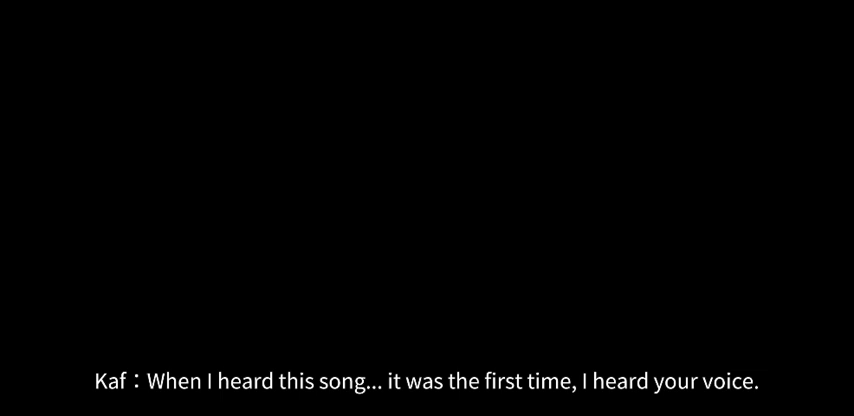 Kaf：When I heard this song... it was the first time, I heard your voice.